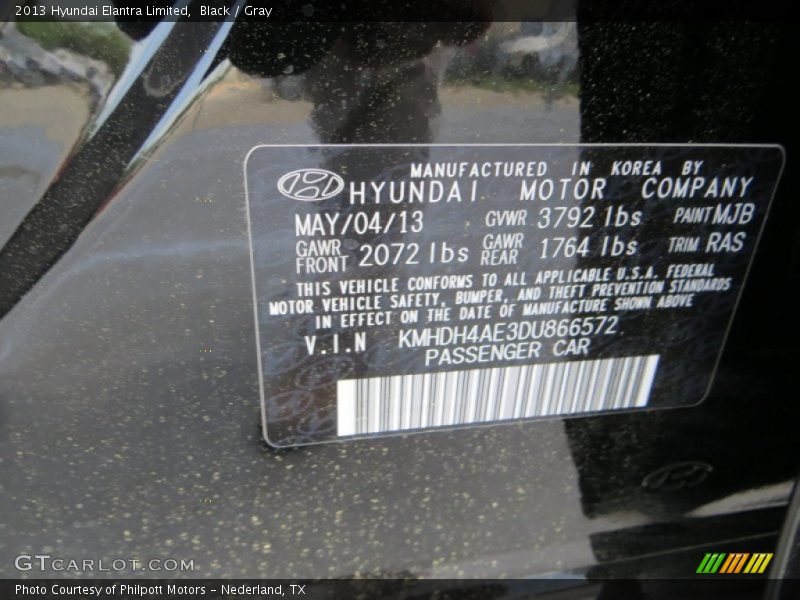 2013 Hyundai Elantra Limited, Black / Gray
MANUFACTURED IN KOREA BY
HYUNDAI MOTOR COMPANY
MAY/04/13 GVWR 3792 lbs PAINT MJB
GAWR FRONT 2072 lbs GAWR REAR 1764 lbs TRIM RAS
THIS VEHICLE CONFORMS TO ALL APPLICABLE U.S.A. FEDERAL
MOTOR VEHICLE SAFETY, BUMPER, AND THEFT PREVENTION STANDARDS
IN EFFECT ON THE DATE OF MANUFACTURE SHOWN ABOVE
V.I.N KMHDH4AE3DU866572
PASSENGER CAR
GTCARLOT.COM
Photo Courtesy of Philpott Motors - Nederland, TX